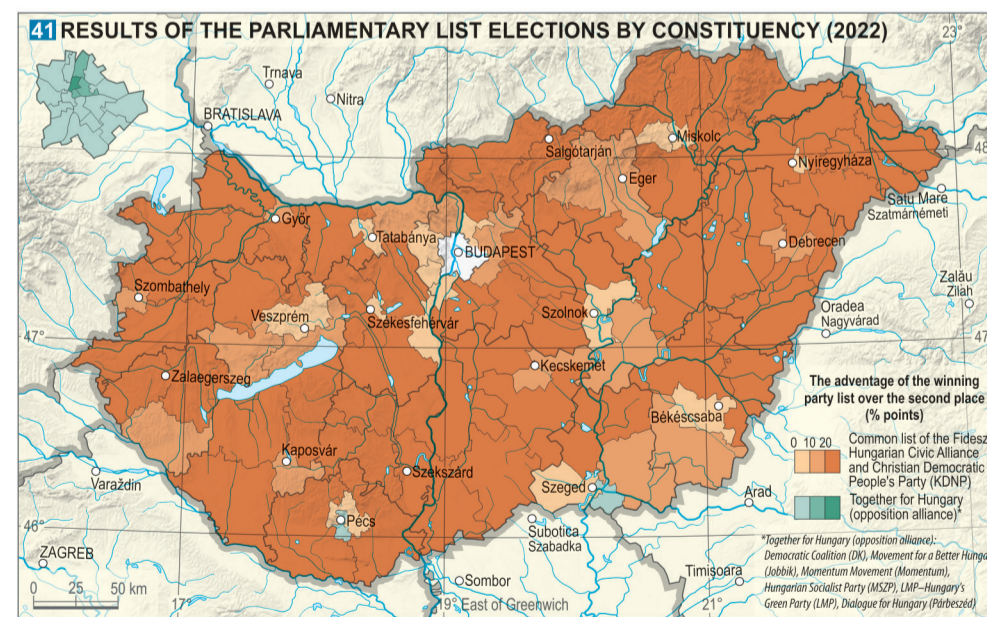 41 RESULTS OF THE PARLIAMENTARY LIST ELECTIONS BY CONSTITUENCY (2022)
23°
Trnava
Nitra
BRATISLAVA
Salgótarján
Miskolc
48
Nyíregyháza
Eger
Satu Mare
Szatmárnémeti
Győr
Tatabánya
BUDAPEST
Debrecen
Szombathely
Zalău
Zilah
Veszprém
Székesfehérvár
Szolnok
Oradea
Nagyvárad
47°
47
Zalaegerszeg
Kecskemét
The advantage of the winning
party list over the second place
(% points)
Békéscsaba
0 10 20
Common list of the Fidesz
Hungarian Civic Alliance
and Christian Democratic
People's Party (KDNP)
Kaposvár
Szekszárd
Varaždin
Szeged
Together for Hungary
(opposition alliance)*
Arad
46°
Pécs
Subotica
Szabadka
*Together for Hungary (opposition alliance):
Democratic Coalition (DK), Movement for a Better Hunga
(Jobbik), Momentum Movement (Momentum),
Hungarian Socialist Party (MSZP), LMP–Hungary's
Green Party (LMP), Dialogue for Hungary (Párbeszéd)
ZAGREB
Timișoara
Sombor
0 25 50 km
17°
19° East of Greenwich
21°